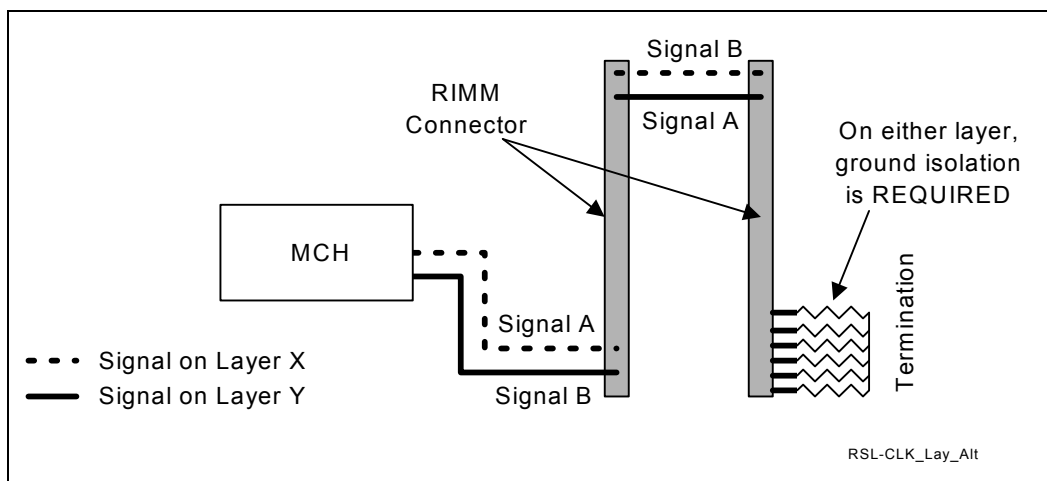 Signal B
RIMM
Connector
Signal A
On either layer,
ground isolation
is REQUIRED
MCH
Termination
Signal A
Signal on Layer X
Signal B
Signal on Layer Y
RSL-CLK_Lay_Alt